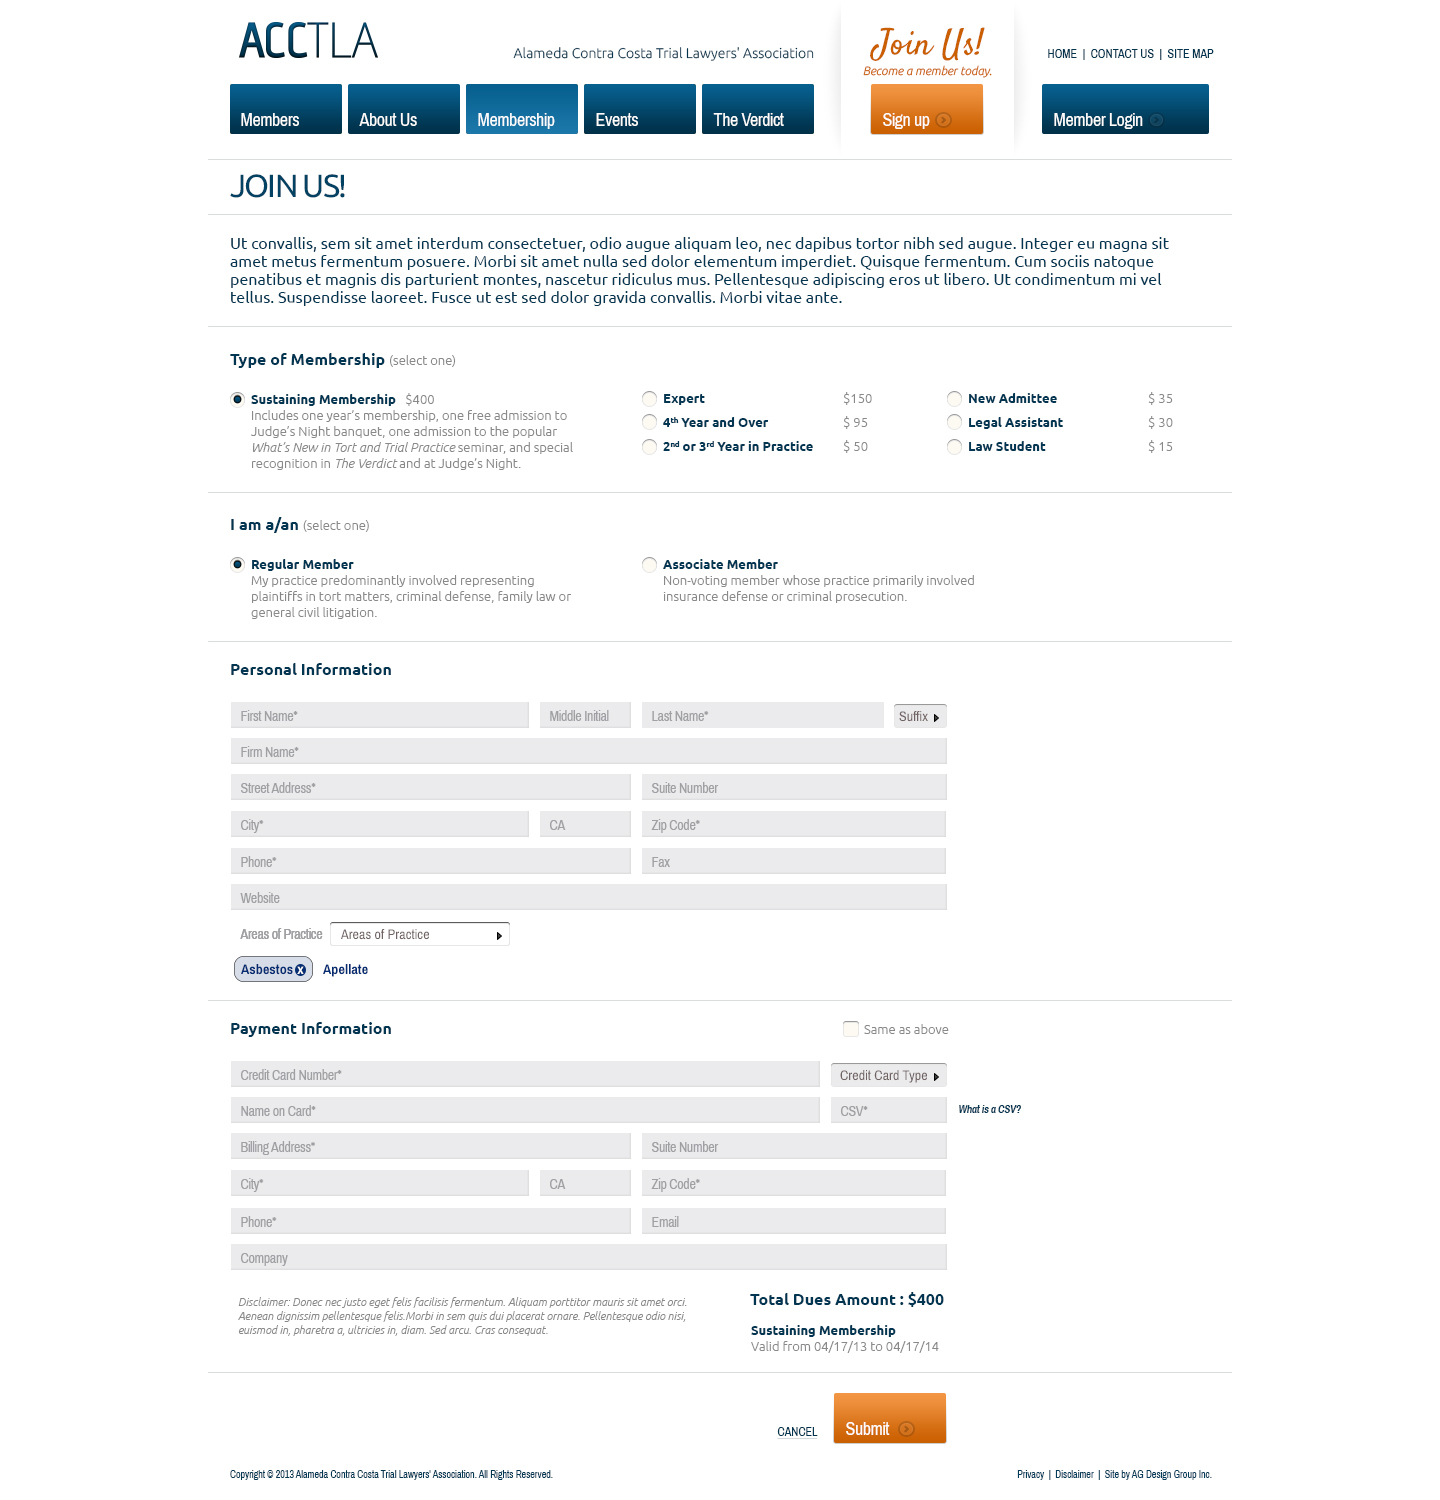 ACCTLA
Alameda Contra Costa Trial Lawyers' Association
Join Us!
Become a member today.
HOME | CONTACT US | SITE MAP
Members
About Us
Membership
Events
The Verdict
Sign up
Member Login
JOIN US!
Ut convallis, sem sit amet interdum consectetuer, odio augue aliquam leo, nec dapibus tortor nibh sed augue. Integer eu magna sit
amet metus fermentum posuere. Morbi sit amet nulla sed dolor elementum imperdiet. Quisque fermentum. Cum sociis natoque
penatibus et magnis dis parturient montes, nascetur ridiculus mus. Pellentesque adipiscing eros ut libero. Ut condimentum mi vel
tellus. Suspendisse laoreet. Fusce ut est sed dolor gravida convallis. Morbi vitae ante.
Type of Membership (select one)
Sustaining Membership $400
Includes one year's membership, one free admission to
Judge's Night banquet, one admission to the popular
What's New in Tort and Trial Practice seminar, and special
recognition in The Verdict and at Judge's Night.
Expert $150
4th Year and Over $ 95
2nd or 3rd Year in Practice $ 50
New Admittee $ 35
Legal Assistant $ 30
Law Student $ 15
I am a/an (select one)
Regular Member
My practice predominantly involved representing
plaintiffs in tort matters, criminal defense, family law or
general civil litigation.
Associate Member
Non-voting member whose practice primarily involved
insurance defense or criminal prosecution.
Personal Information
First Name* Middle Initial Last Name* Suffix
Firm Name*
Street Address* Suite Number
City* CA Zip Code*
Phone* Fax
Website
Areas of Practice Areas of Practice
Asbestos x Apellate
Payment Information Same as above
Credit Card Number* Credit Card Type
Name on Card* CSV* What is a CSV?
Billing Address* Suite Number
City* CA Zip Code*
Phone* Email
Company
Disclaimer: Donec nec justo eget felis facilisis fermentum. Aliquam porttitor mauris sit amet orci.
Aenean dignissim pellentesque felis.Morbi in sem quis dui placerat ornare. Pellentesque odio nisi,
euismod in, pharetra a, ultricies in, diam. Sed arcu. Cras consequat.
Total Dues Amount : $400
Sustaining Membership
Valid from 04/17/13 to 04/17/14
CANCEL
Submit
Copyright © 2013 Alameda Contra Costa Trial Lawyers' Association. All Rights Reserved.
Privacy | Disclaimer | Site by AG Design Group Inc.